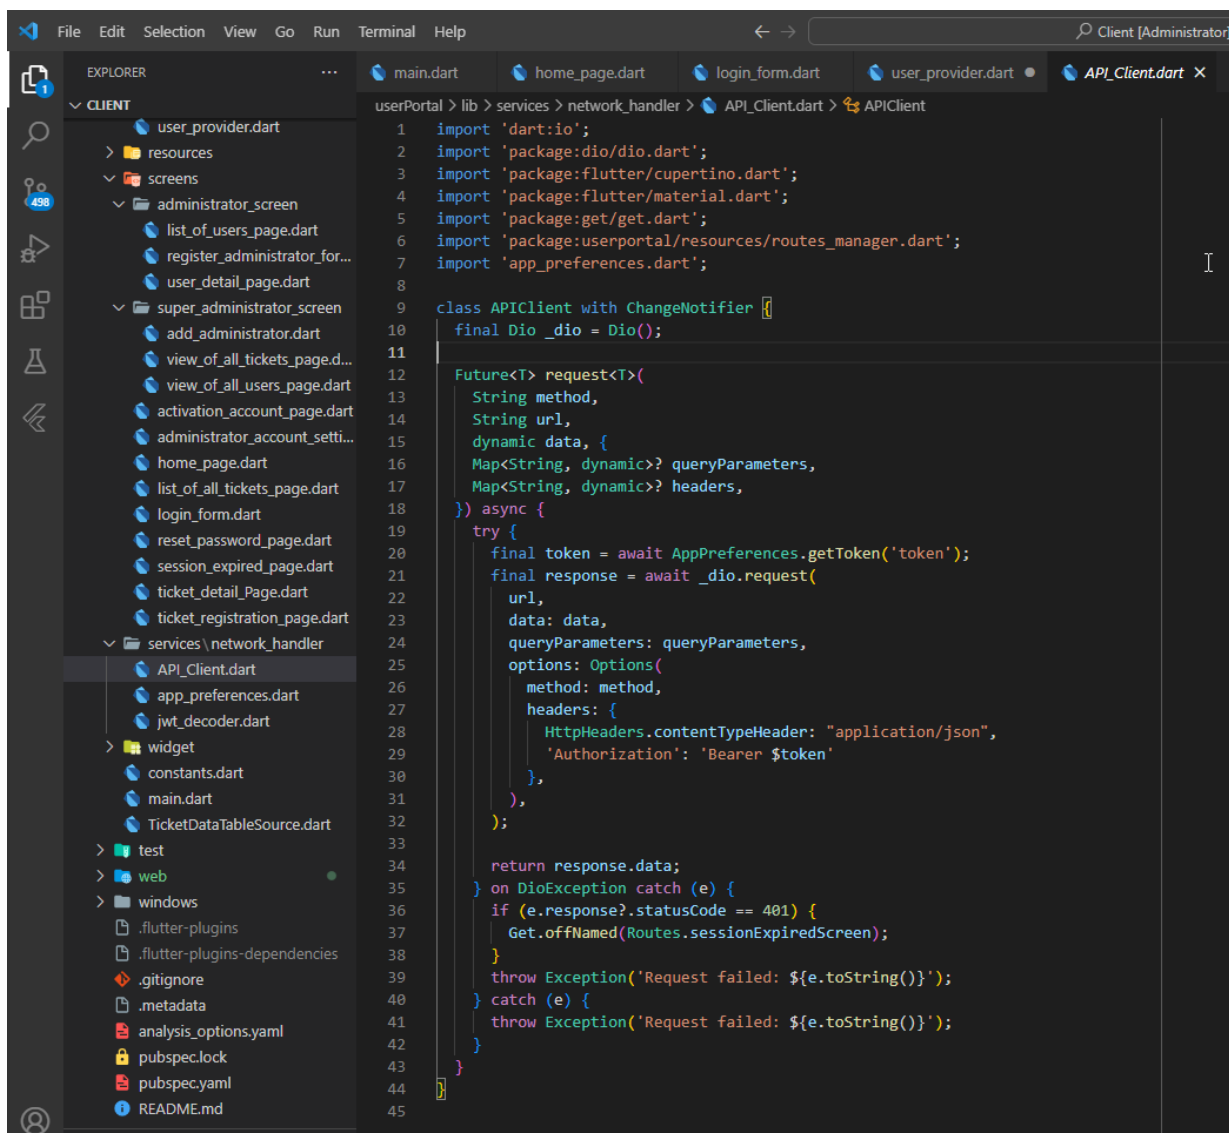 File Edit Selection View Go Run Terminal Help
Client [Administrator]
EXPLORER
main.dart home_page.dart login_form.dart user_provider.dart API_Client.dart
1
498
CLIENT
user_provider.dart
resources
screens
administrator_screen
list_of_users_page.dart
register_administrator_for...
user_detail_page.dart
super_administrator_screen
add_administrator.dart
view_of_all_tickets_page.d...
view_of_all_users_page.dart
activation_account_page.dart
administrator_account_setti...
home_page.dart
list_of_all_tickets_page.dart
login_form.dart
reset_password_page.dart
session_expired_page.dart
ticket_detail_Page.dart
ticket_registration_page.dart
services\network_handler
API_Client.dart
app_preferences.dart
jwt_decoder.dart
widget
constants.dart
main.dart
TicketDataTableSource.dart
test
web
windows
.flutter-plugins
.flutter-plugins-dependencies
.gitignore
.metadata
analysis_options.yaml
pubspec.lock
pubspec.yaml
README.md
userPortal > lib > services > network_handler > API_Client.dart > APIClient
1 import 'dart:io';
2 import 'package:dio/dio.dart';
3 import 'package:flutter/cupertino.dart';
4 import 'package:flutter/material.dart';
5 import 'package:get/get.dart';
6 import 'package:userportal/resources/routes_manager.dart';
7 import 'app_preferences.dart';
8
9 class APIClient with ChangeNotifier {
10 final Dio _dio = Dio();
11
12 Future<T> request<T>(
13 String method,
14 String url,
15 dynamic data, {
16 Map<String, dynamic>? queryParameters,
17 Map<String, dynamic>? headers,
18 }) async {
19 try {
20 final token = await AppPreferences.getToken('token');
21 final response = await _dio.request(
22 url,
23 data: data,
24 queryParameters: queryParameters,
25 options: Options(
26 method: method,
27 headers: {
28 HttpHeaders.contentTypeHeader: "application/json",
29 'Authorization': 'Bearer $token'
30 },
31 ),
32 );
33
34 return response.data;
35 } on DioException catch (e) {
36 if (e.response?.statusCode == 401) {
37 Get.offNamed(Routes.sessionExpiredScreen);
38 }
39 throw Exception('Request failed: ${e.toString()}');
40 } catch (e) {
41 throw Exception('Request failed: ${e.toString()}');
42 }
43 }
44 }
45